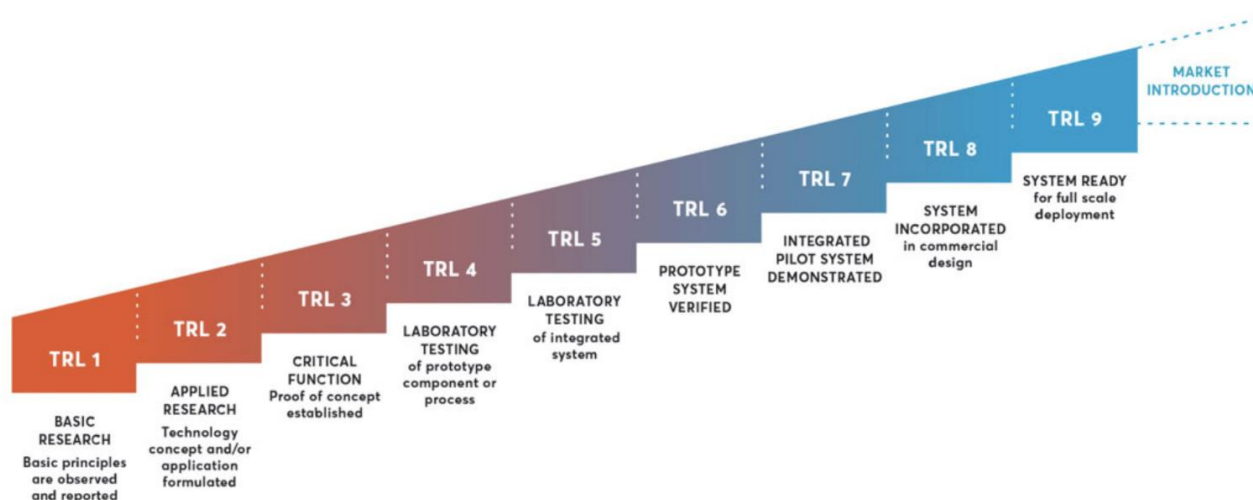 TRL 1
BASIC
RESEARCH
Basic principles
are observed
and reported
TRL 2
APPLIED
RESEARCH
Technology
concept and/or
application
formulated
TRL 3
CRITICAL
FUNCTION
Proof of concept
established
TRL 4
LABORATORY
TESTING
of prototype
component or
process
TRL 5
LABORATORY
TESTING
of integrated
system
TRL 6
PROTOTYPE
SYSTEM
VERIFIED
TRL 7
INTEGRATED
PILOT SYSTEM
DEMONSTRATED
TRL 8
SYSTEM
INCORPORATED
in commercial
design
TRL 9
SYSTEM READY
for full scale
deployment
MARKET
INTRODUCTION